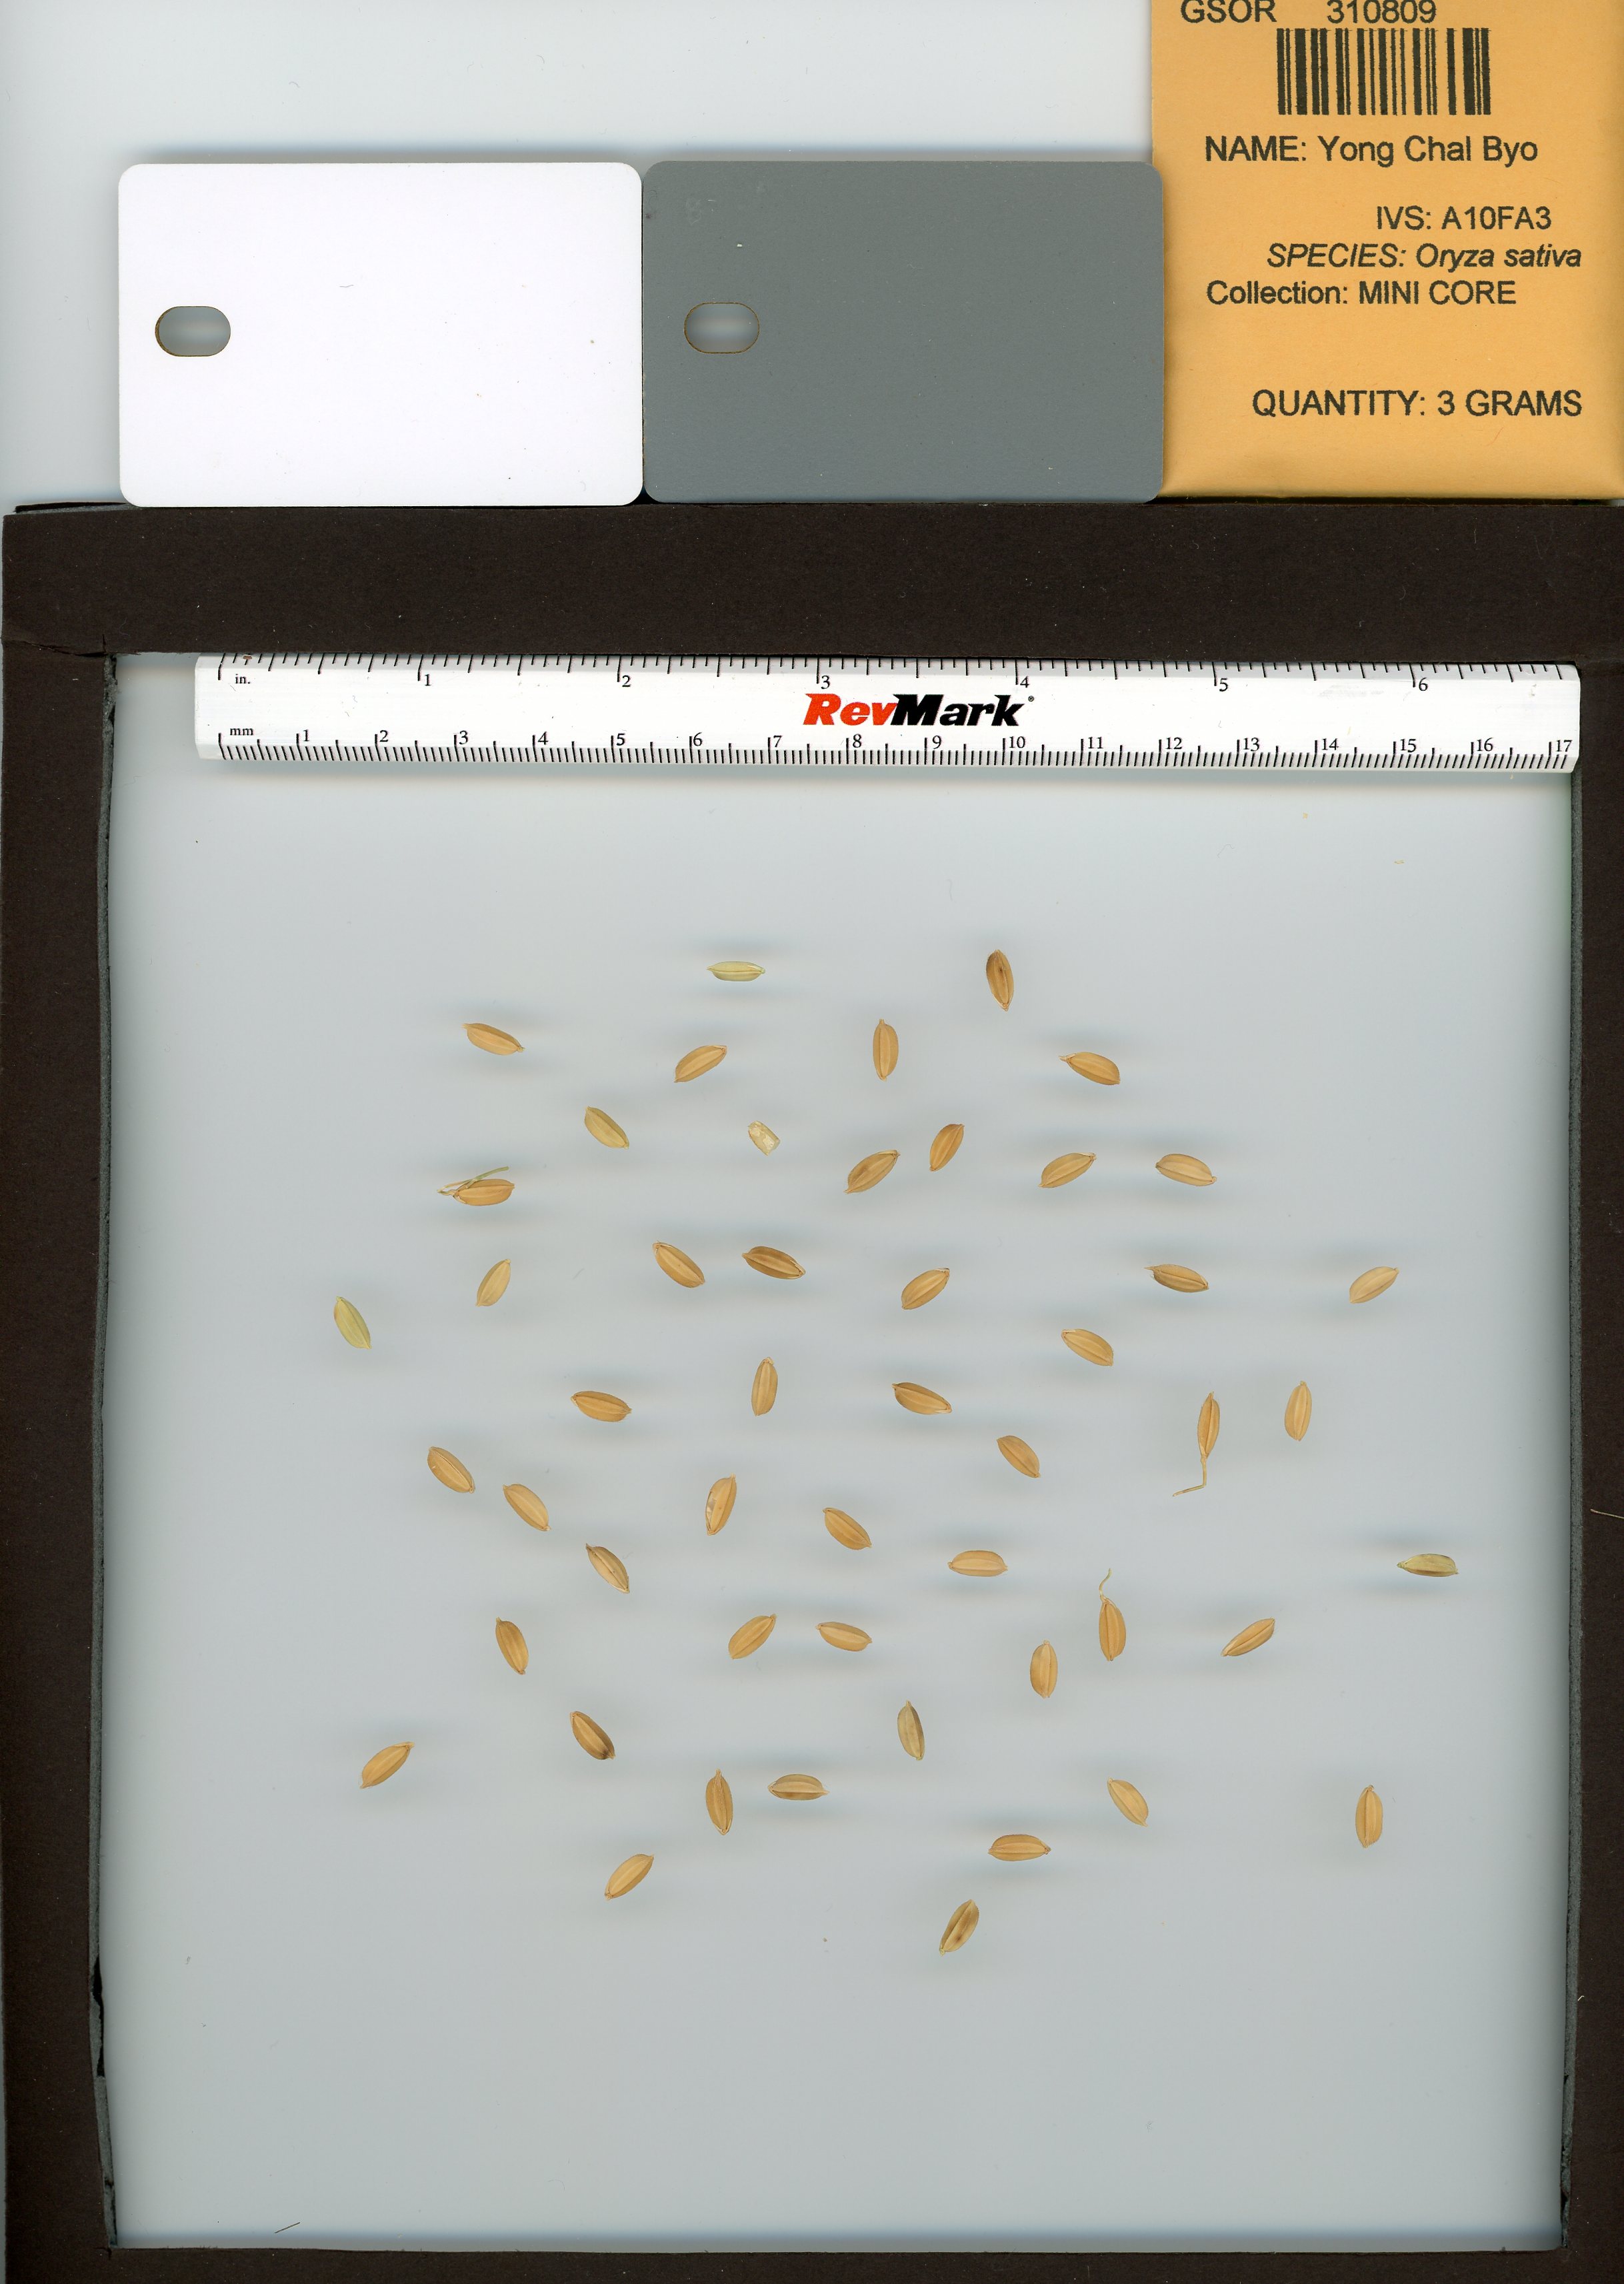 GSOR 310809
NAME: Yong Chal Byo
IVS: A10FA3
SPECIES: Oryza sativa
Collection: MINI CORE
QUANTITY: 3 GRAMS
in. 1 2 3 4 5 6
RevMark
mm 1 2 3 4 5 6 7 8 9 10 11 12 13 14 15 16 17